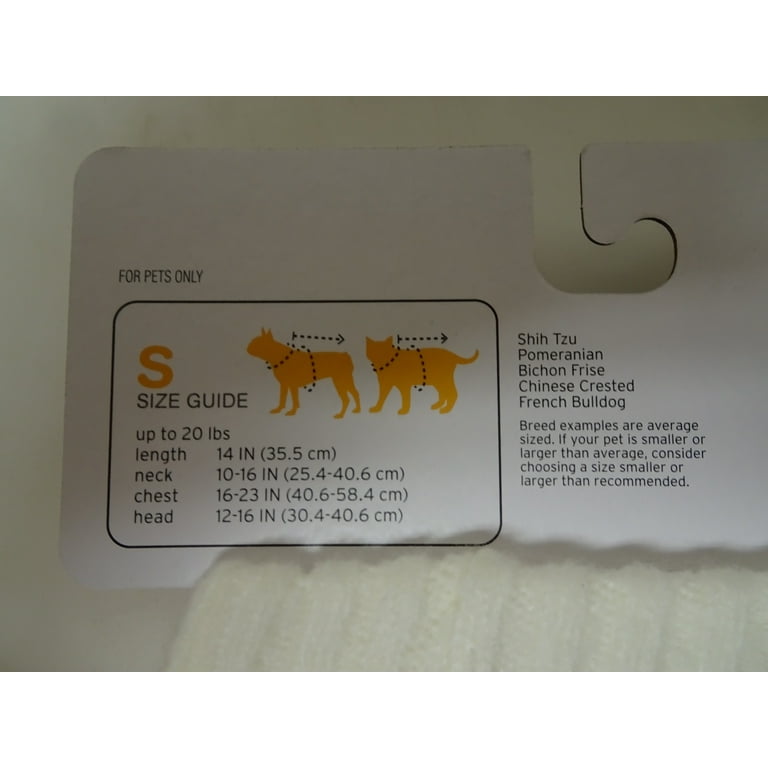 FOR PETS ONLY
S
SIZE GUIDE
up to 20 lbs
length 14 IN (35.5 cm)
neck 10-16 IN (25.4-40.6 cm)
chest 16-23 IN (40.6-58.4 cm)
head 12-16 IN (30.4-40.6 cm)
Shih Tzu
Pomeranian
Bichon Frise
Chinese Crested
French Bulldog
Breed examples are average
sized. If your pet is smaller or
larger than average, consider
choosing a size smaller or
larger than recommended.